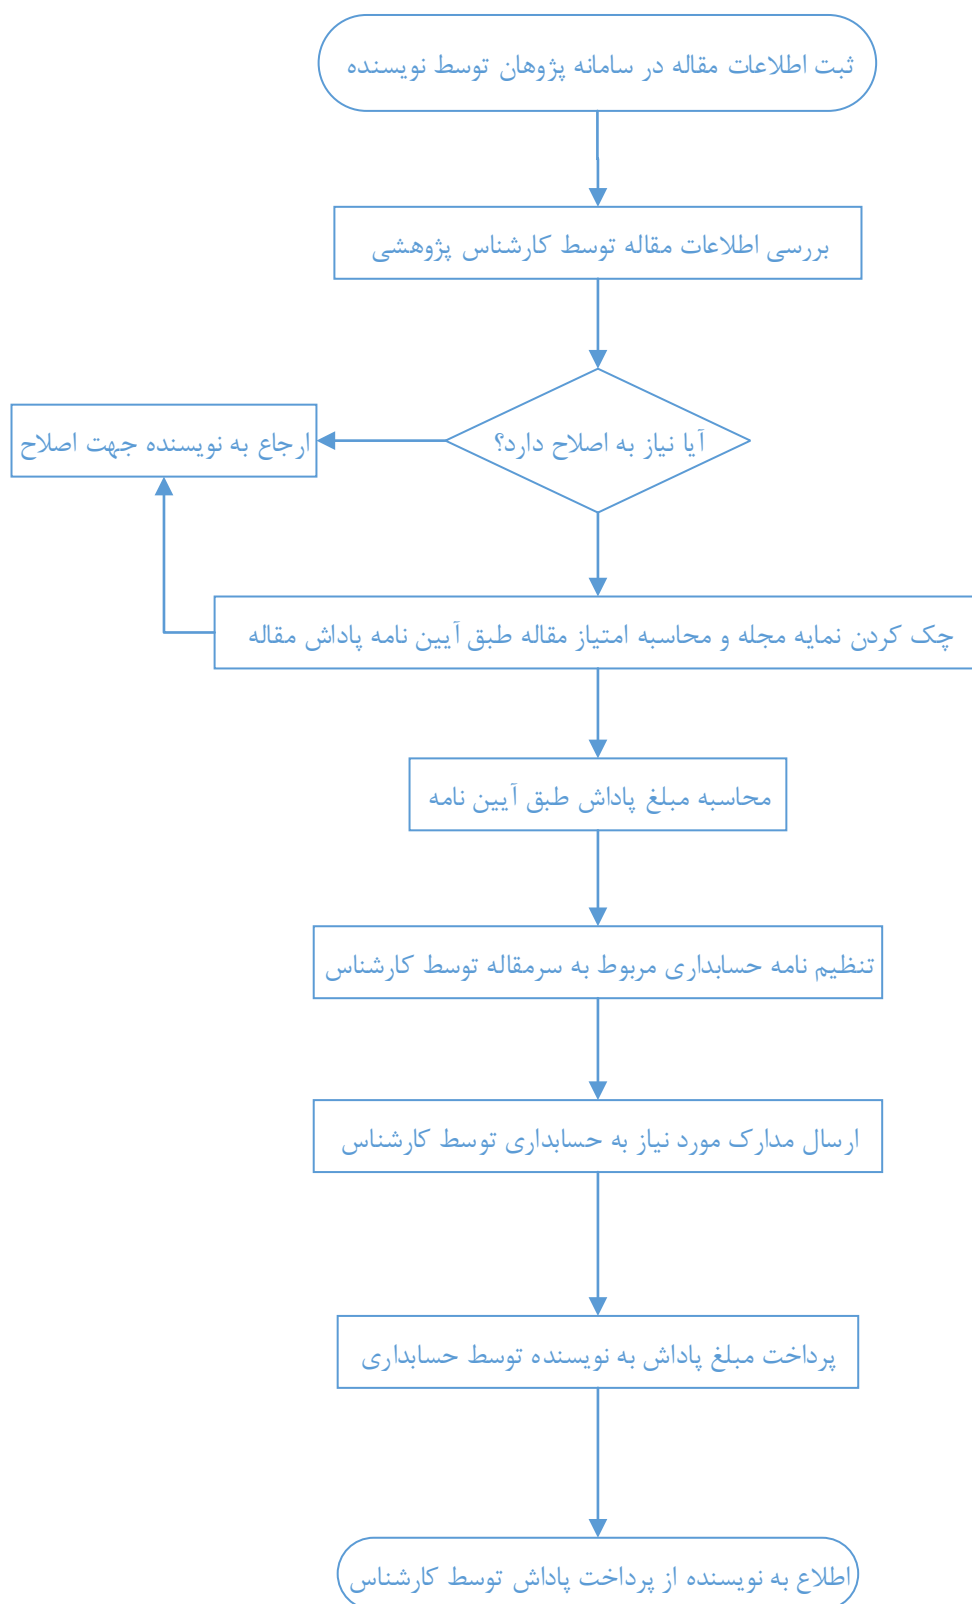 ثبت اطلاعات مقاله در سامانه پژوهان توسط نویسنده
بررسی اطلاعات مقاله توسط کارشناس پژوهشی
آیا نیاز به اصلاح دارد؟
ارجاع به نویسنده جهت اصلاح
چک کردن نمایه مجله و محاسبه امتیاز مقاله طبق آیین نامه پاداش مقاله
محاسبه مبلغ پاداش طبق آیین نامه
تنظیم نامه حسابداری مربوط به سرمقاله توسط کارشناس
ارسال مدارک مورد نیاز به حسابداری توسط کارشناس
پرداخت مبلغ پاداش به نویسنده توسط حسابداری
اطلاع به نویسنده از پرداخت پاداش توسط کارشناس